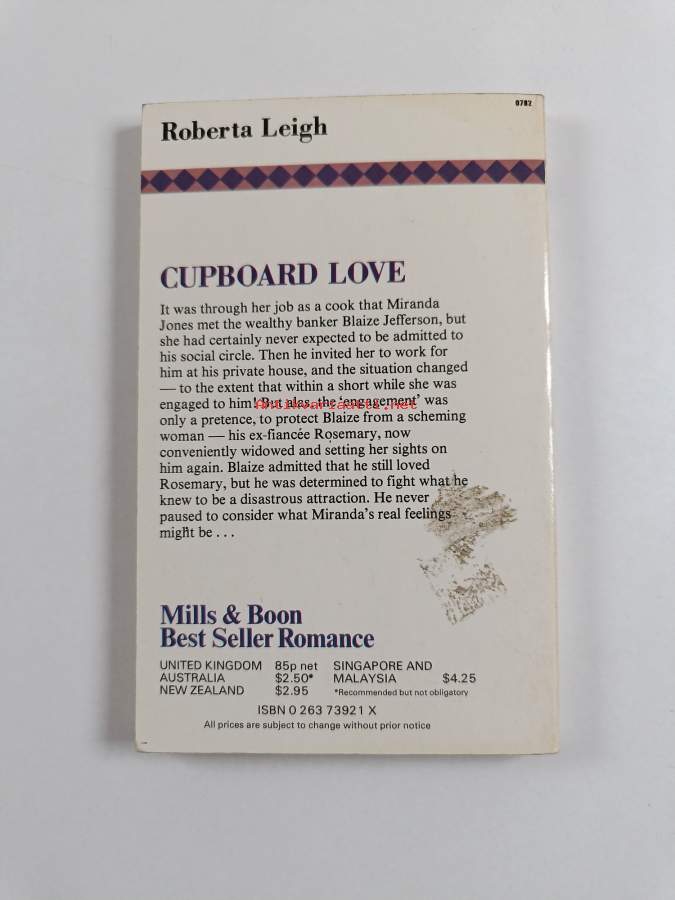 0782
Roberta Leigh
CUPBOARD LOVE
It was through her job as a cook that Miranda
Jones met the wealthy banker Blaize Jefferson, but
she had certainly never expected to be admitted to
his social circle. Then he invited her to work for
him at his private house, and the situation changed
— to the extent that within a short while she was
engaged to him! But alas, the ‘engagement’ was
Antikvariaatti.net
only a pretence, to protect Blaize from a scheming
woman — his ex-fiancée Rosemary, now
conveniently widowed and setting her sights on
him again. Blaize admitted that he still loved
Rosemary, but he was determined to fight what he
knew to be a disastrous attraction. He never
paused to consider what Miranda’s real feelings
might be . . .
Mills & Boon
Best Seller Romance
UNITED KINGDOM 85p net SINGAPORE AND
AUSTRALIA $2.50* MALAYSIA $4.25
NEW ZEALAND $2.95 *Recommended but not obligatory
ISBN 0 263 73921 X
All prices are subject to change without prior notice